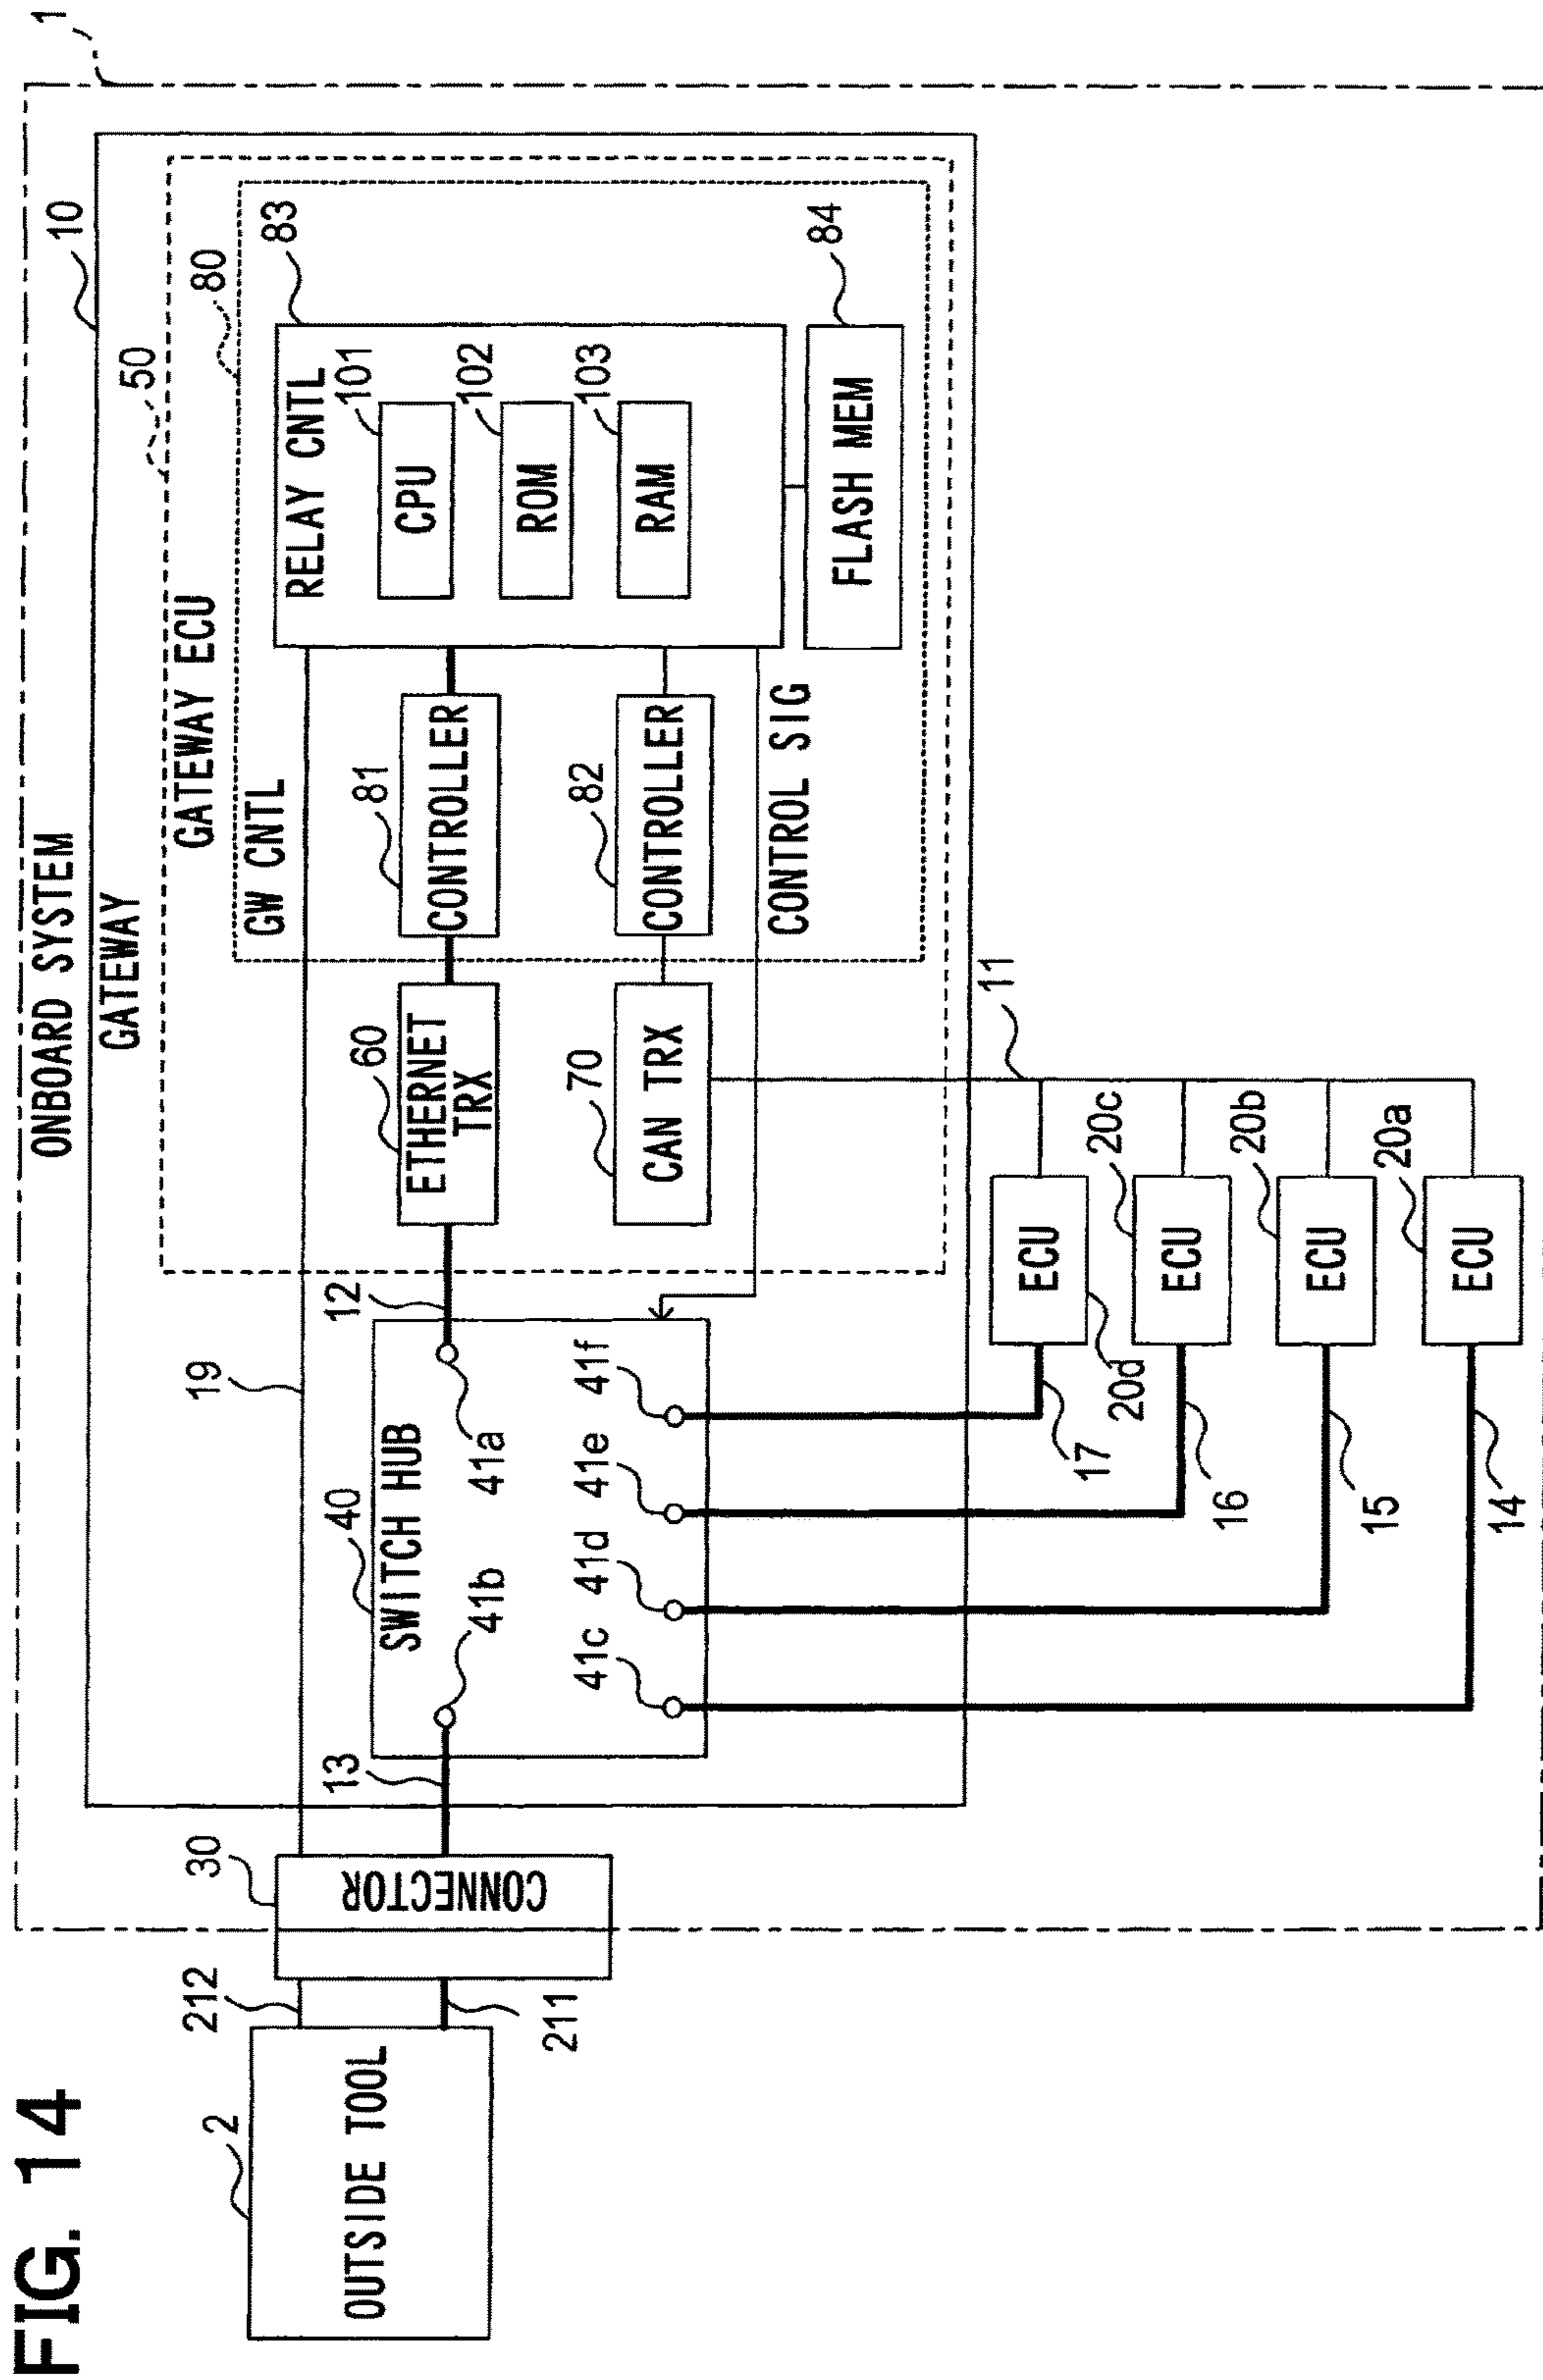 FIG. 14
1
ONBOARD SYSTEM
10
GATEWAY
50
GATEWAY ECU
80
GW CNTL
83
RELAY CNTL
101
CPU
102
ROM
103
RAM
84
FLASH MEM
81
CONTROLLER
82
CONTROLLER
CONTROL SIG
60
ETHERNET
TRX
70
CAN TRX
19
12
40
SWITCH HUB
41a
41b
41c
41d
41e
41f
13
30
CONNECTOR
212
211
2
OUTSIDE TOOL
11
ECU
20d
17
ECU
20c
16
ECU
20b
15
ECU
20a
14